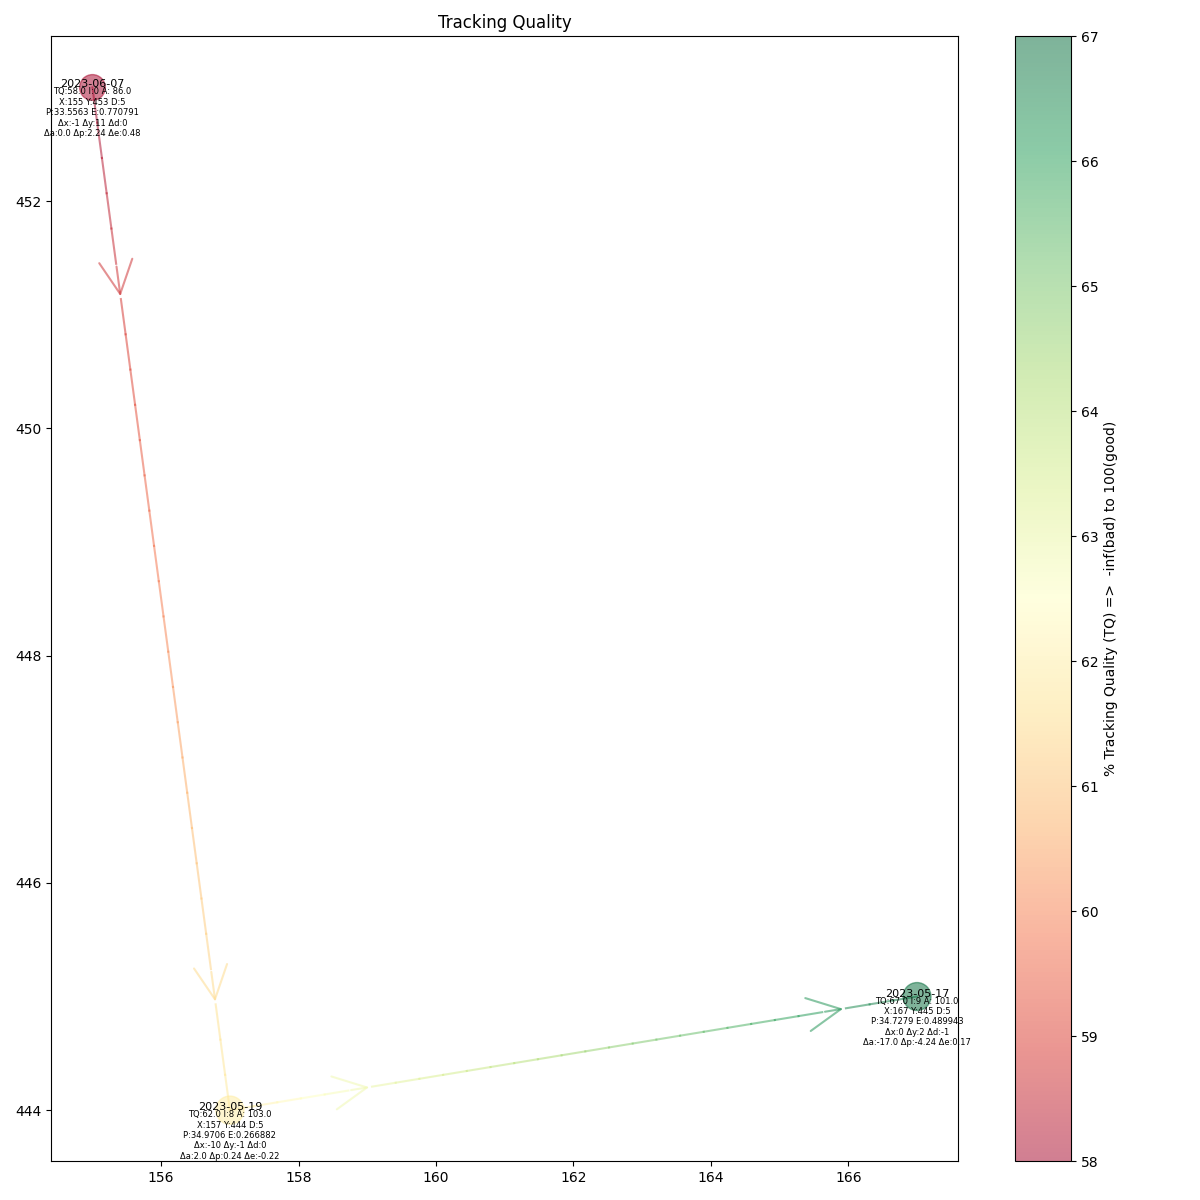 Tracking Quality
2023-06-07
TQ:58.0 I:0 A: 86.0
X:155 Y:453 D:5
P:33.5563 E:0.770791
Δx:-1 Δy:11 Δd:0
Δa:0.0 Δp:2.24 Δe:0.48
2023-05-17
TQ:67.0 I:9 A: 101.0
X:167 Y:445 D:5
P:34.7279 E:0.489943
Δx:0 Δy:2 Δd:-1
Δa:-17.0 Δp:-4.24 Δe:0.17
2023-05-19
TQ:62.0 I:8 A: 103.0
X:157 Y:444 D:5
P:34.9706 E:0.266882
Δx:-10 Δy:-1 Δd:0
Δa:2.0 Δp:0.24 Δe:-0.22
452
450
448
446
444
156 158 160 162 164 166
67
66
65
64
63
62
61
60
59
58
% Tracking Quality (TQ) => -inf(bad) to 100(good)